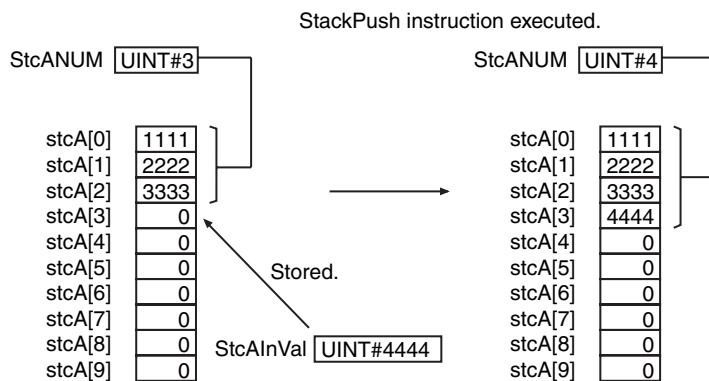 StackPush instruction executed.
StcANUM UINT#3 StcANUM UINT#4
stcA[0] 1111 stcA[0] 1111
stcA[1] 2222 stcA[1] 2222
stcA[2] 3333 stcA[2] 3333
stcA[3] 0 stcA[3] 4444
stcA[4] 0 stcA[4] 0
stcA[5] 0 Stored. stcA[5] 0
stcA[6] 0 stcA[6] 0
stcA[7] 0 stcA[7] 0
stcA[8] 0 StcAInVal UINT#4444 stcA[8] 0
stcA[9] 0 stcA[9] 0